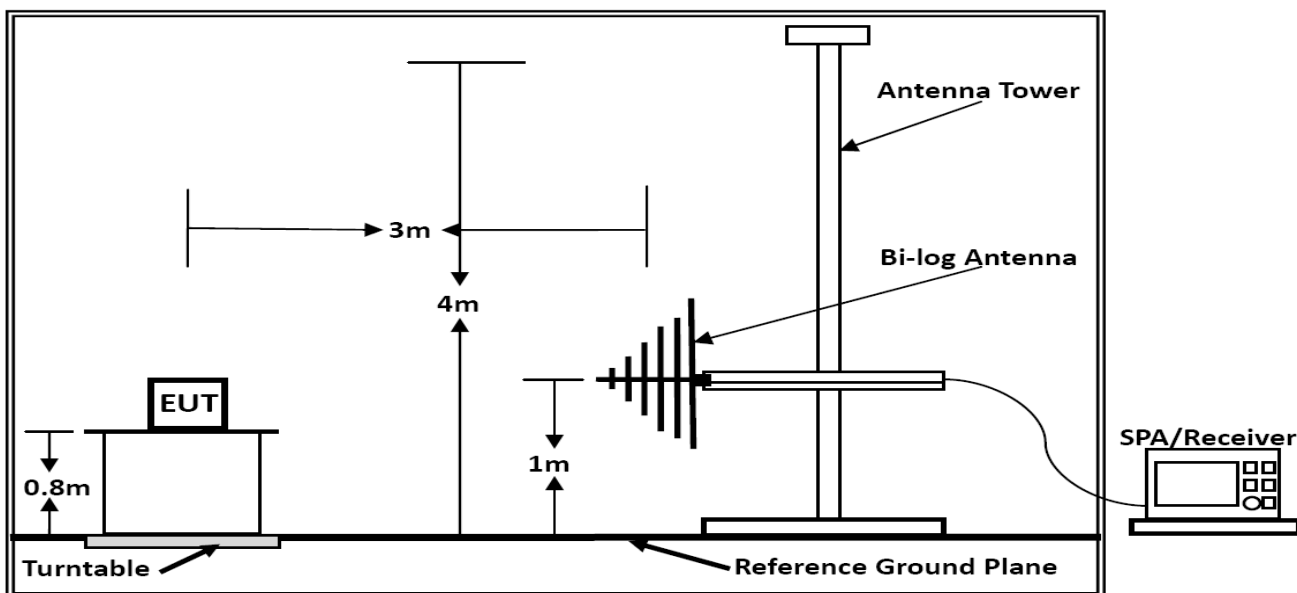 Antenna Tower
3m
Bi-log Antenna
4m
EUT
SPA/Receiver
1m
0.8m
Turntable
Reference Ground Plane